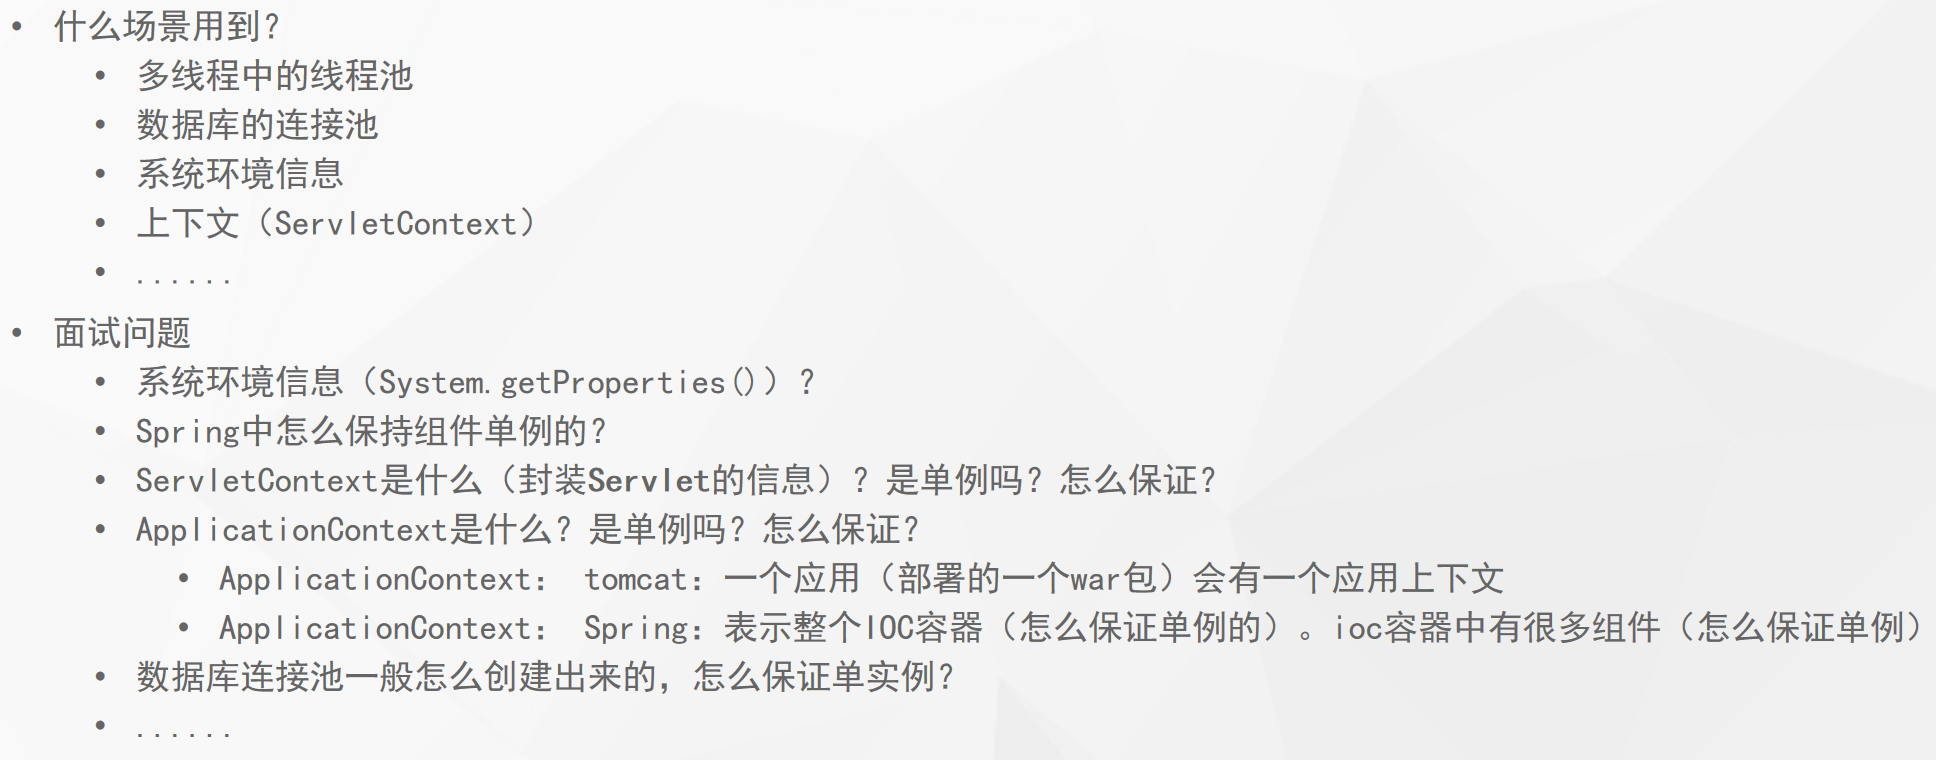 • 什么场景用到？
• 多线程中的线程池
• 数据库的连接池
• 系统环境信息
• 上下文（ServletContext）
• ......
• 面试问题
• 系统环境信息（System.getProperties()）？
• Spring中怎么保持组件单例的？
• ServletContext是什么（封装Servlet的信息）？是单例吗？怎么保证？
• ApplicationContext是什么？是单例吗？怎么保证？
• ApplicationContext： tomcat：一个应用（部署的一个war包）会有一个应用上下文
• ApplicationContext： Spring：表示整个IOC容器（怎么保证单例的）。ioc容器中有很多组件（怎么保证单例）
• 数据库连接池一般怎么创建出来的，怎么保证单实例？
• ......